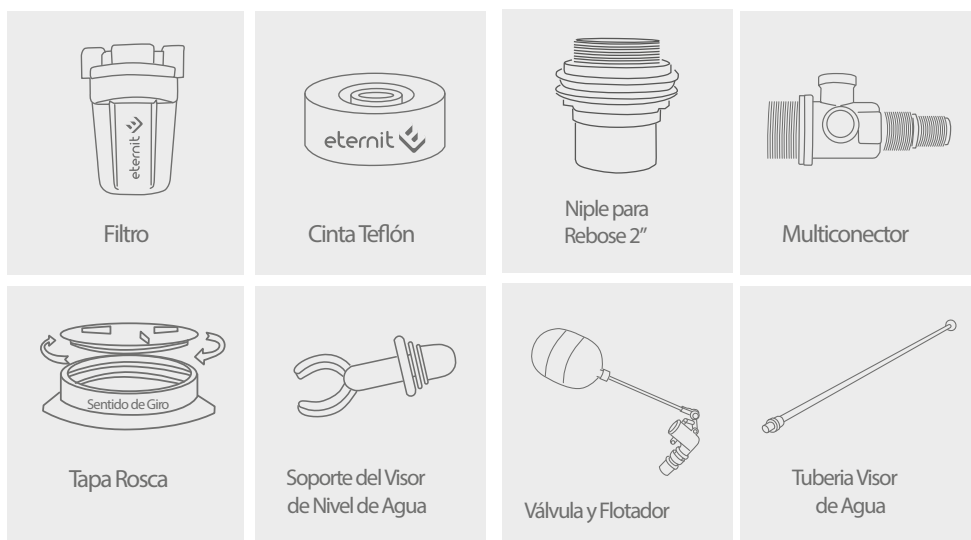 eternit
Filtro
eternit
Cinta Teflón
Niple para
Rebose 2”
Multiconector
Sentido de Giro
Tapa Rosca
Soporte del Visor
de Nivel de Agua
Válvula y Flotador
Tuberia Visor
de Agua